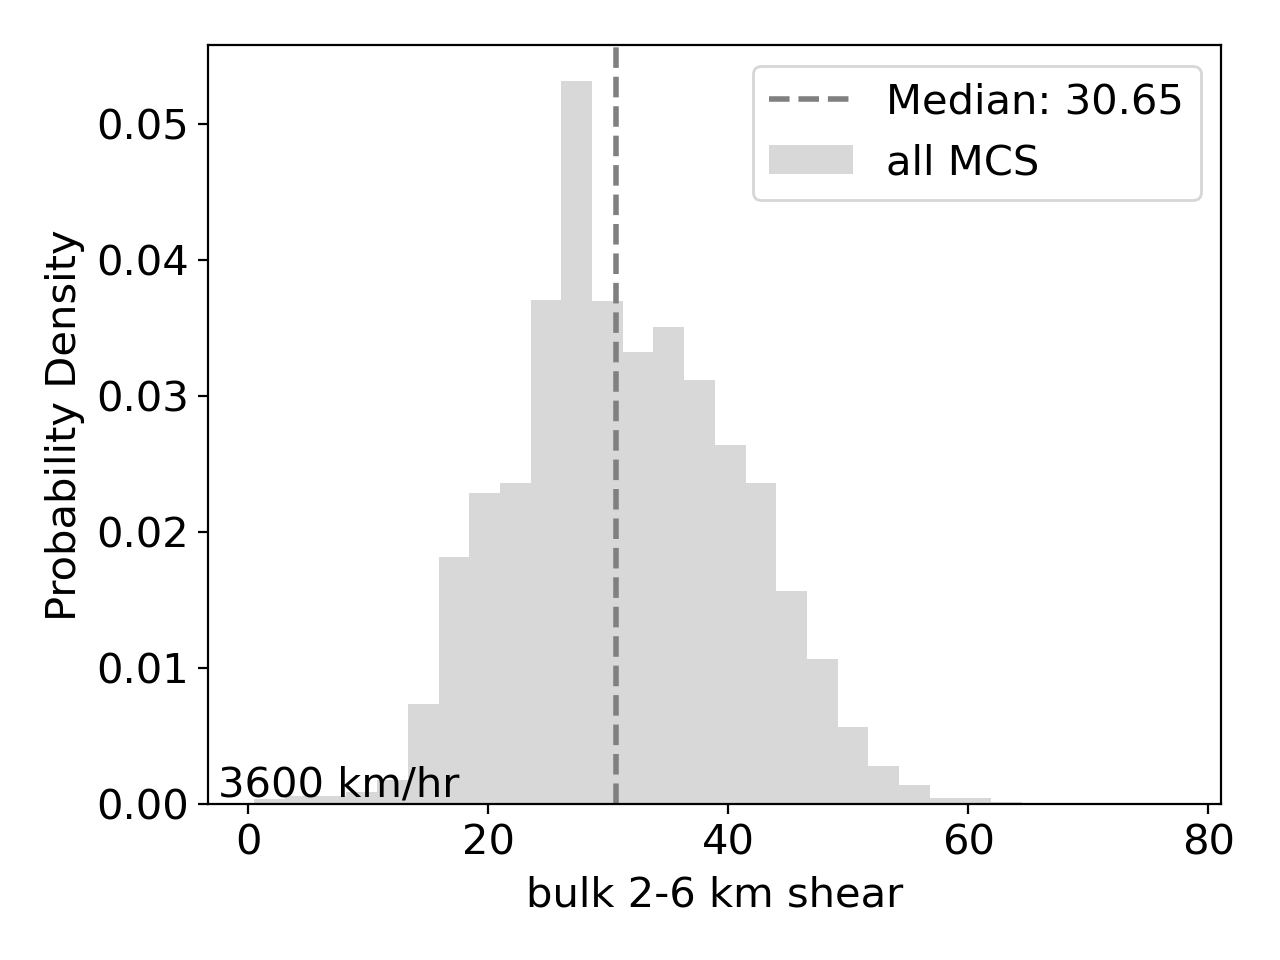 Median: 30.65
all MCS
0.05
0.04
0.03
0.02
0.01
0.00
Probability Density
3600 km/hr
0 20 40 60 80
bulk 2-6 km shear